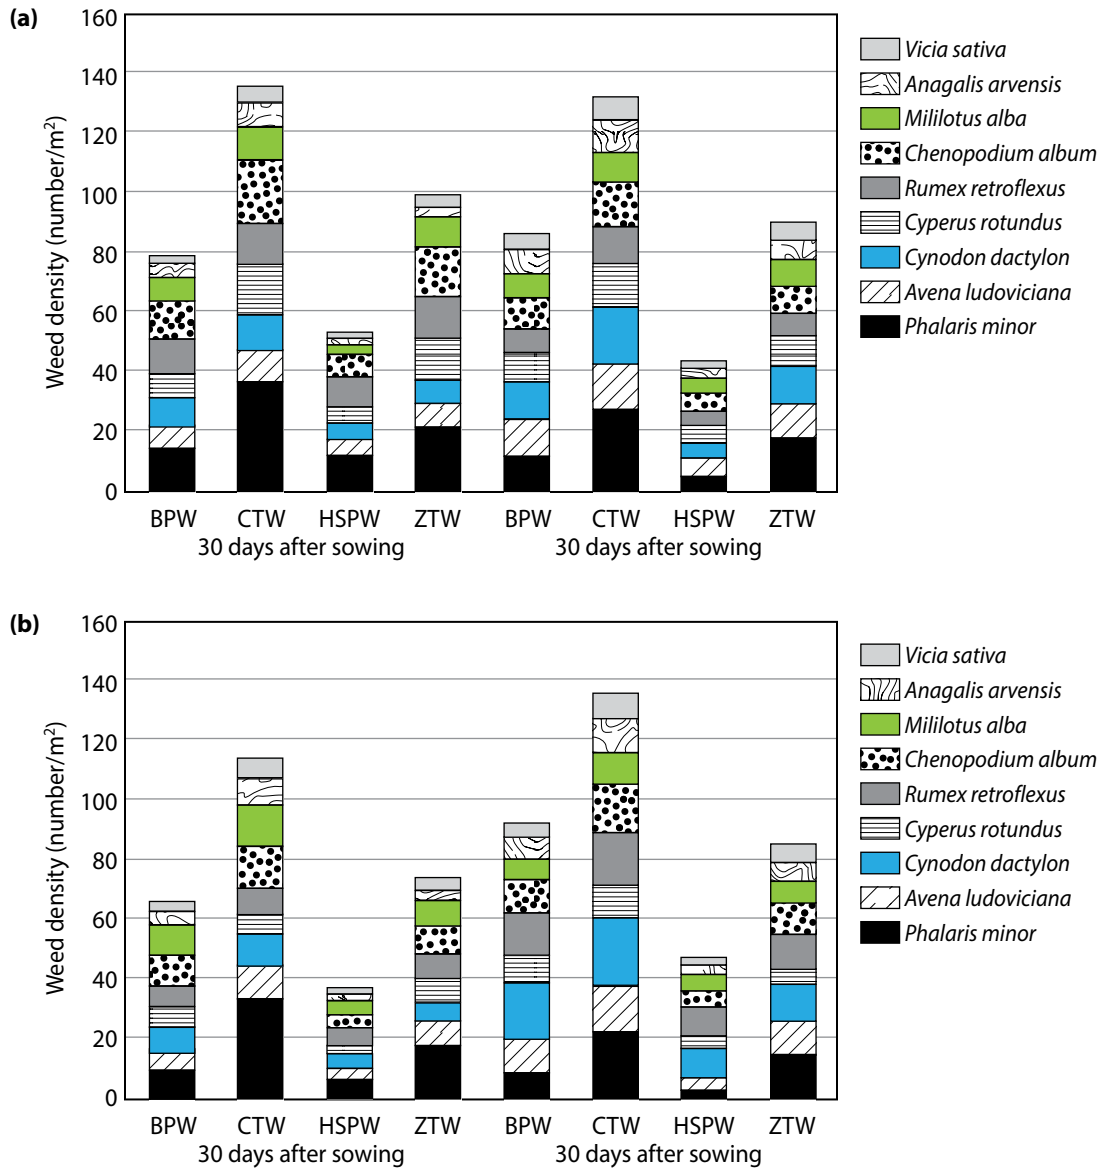 (a)
160
140
120
100
80
60
40
20
0
Weed density (number/m²)
BPW CTW HSPW ZTW BPW CTW HSPW ZTW
30 days after sowing 30 days after sowing
Vicia sativa
Anagalis arvensis
Mililotus alba
Chenopodium album
Rumex retroflexus
Cyperus rotundus
Cynodon dactylon
Avena ludoviciana
Phalaris minor
(b)
160
140
120
100
80
60
40
20
0
Weed density (number/m²)
BPW CTW HSPW ZTW BPW CTW HSPW ZTW
30 days after sowing 30 days after sowing
Vicia sativa
Anagalis arvensis
Mililotus alba
Chenopodium album
Rumex retroflexus
Cyperus rotundus
Cynodon dactylon
Avena ludoviciana
Phalaris minor